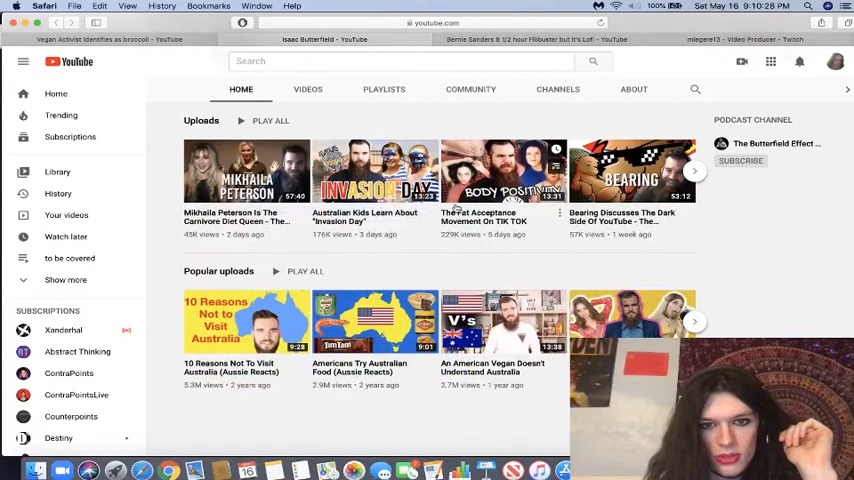 Safari File Edit View History Bookmarks Window Help
100% Sat May 16 9:10:28 PM
youtube.com
Vegan Activist Identifies as broccoli - YouTube Isaac Butterfield - YouTube Bernie Sanders 8 1/2 hour Filibuster but It's Lofi - YouTube mlegere13 - Video Producer - Twitch
YouTube Search
HOME VIDEOS PLAYLISTS COMMUNITY CHANNELS ABOUT
Home
Trending
Subscriptions
Library
History
Your videos
Watch later
to be covered
Show more
SUBSCRIPTIONS
Xanderhal
Abstract Thinking
ContraPoints
ContraPointsLive
Counterpoints
Destiny
Uploads PLAY ALL
MIKHAILA PETERSON 57:40
INVASION DAY 13:23
BODY POSITIVITY 13:31
BEARING 53:12
Mikhaila Peterson Is The Carnivore Diet Queen - The...
45K views • 2 days ago
Australian Kids Learn About "Invasion Day"
176K views • 3 days ago
The Fat Acceptance Movement On TIK TOK
229K views • 5 days ago
Bearing Discusses The Dark Side Of YouTube - The...
57K views • 1 week ago
Popular uploads PLAY ALL
10 Reasons Not to Visit Australia 9:28
TimTam 9:01
V's 13:38
10 Reasons Not To Visit Australia (Aussie Reacts)
5.3M views • 2 years ago
Americans Try Australian Food (Aussie Reacts)
2.9M views • 2 years ago
An American Vegan Doesn't Understand Australia
2.7M views • 1 year ago
PODCAST CHANNEL
The Butterfield Effect ...
SUBSCRIBE